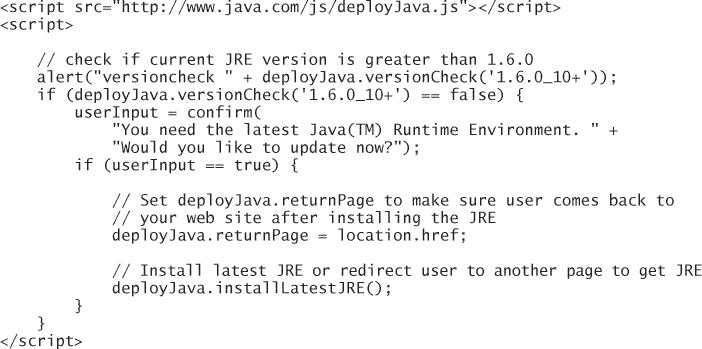 <script src="http://www.java.com/js/deployJava.js"></script>
<script>
    // check if current JRE version is greater than 1.6.0
    alert("versioncheck " + deployJava.versionCheck('1.6.0_10+'));
    if (deployJava.versionCheck('1.6.0_10+') == false) {
        userInput = confirm(
            "You need the latest Java(TM) Runtime Environment. " +
            "Would you like to update now?");
        if (userInput == true) {
            // Set deployJava.returnPage to make sure user comes back to
            // your web site after installing the JRE
            deployJava.returnPage = location.href;
            // Install latest JRE or redirect user to another page to get JRE
            deployJava.installLatestJRE();
        }
    }
</script>